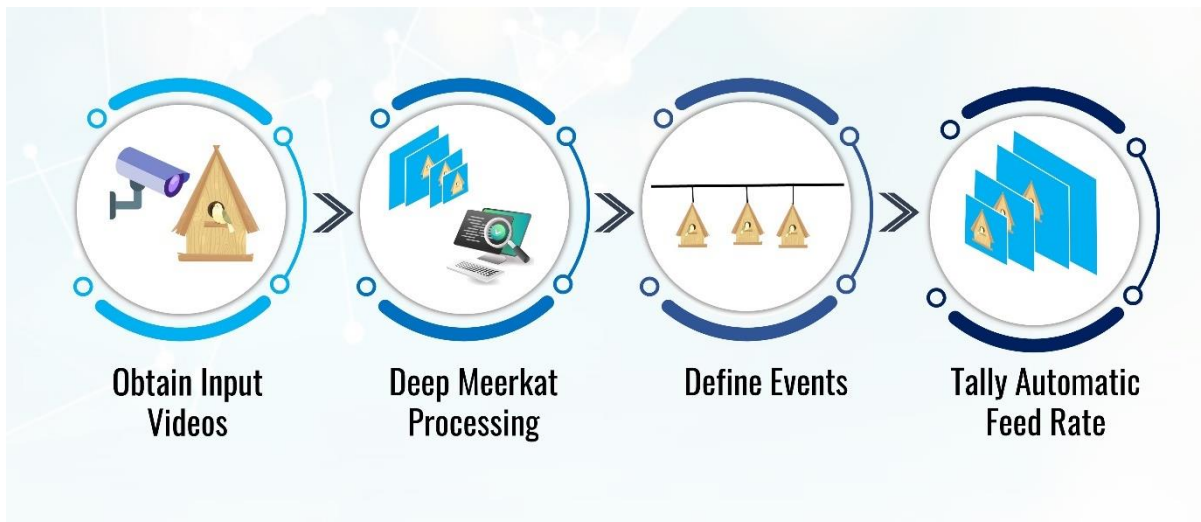 Obtain Input
Videos
Deep Meerkat
Processing
Define Events
Tally Automatic
Feed Rate